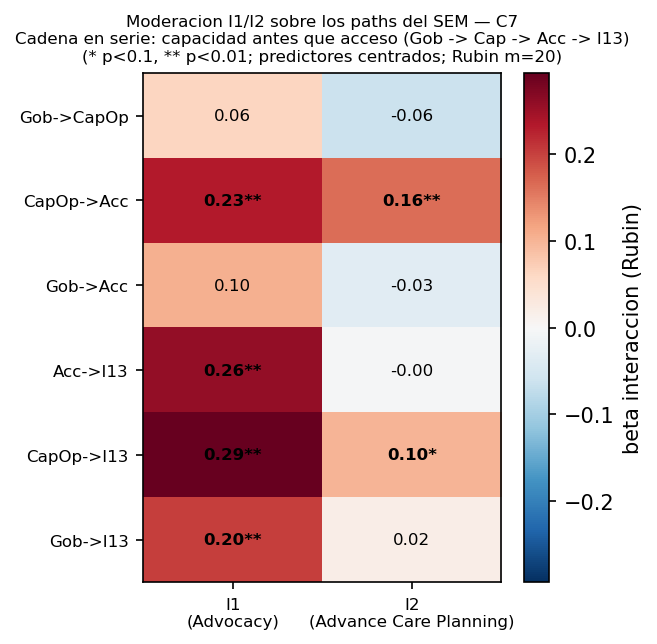 Moderacion I1/I2 sobre los paths del SEM — C7
Cadena en serie: capacidad antes que acceso (Gob -> Cap -> Acc -> I13)
(* p<0.1, ** p<0.01; predictores centrados; Rubin m=20)
Gob->CapOp 0.06 -0.06
CapOp->Acc 0.23** 0.16**
Gob->Acc 0.10 -0.03
Acc->I13 0.26** -0.00
CapOp->I13 0.29** 0.10*
Gob->I13 0.20** 0.02
I1 I2
(Advocacy) (Advance Care Planning)
0.2
0.1
0.0
−0.1
−0.2
beta interaccion (Rubin)